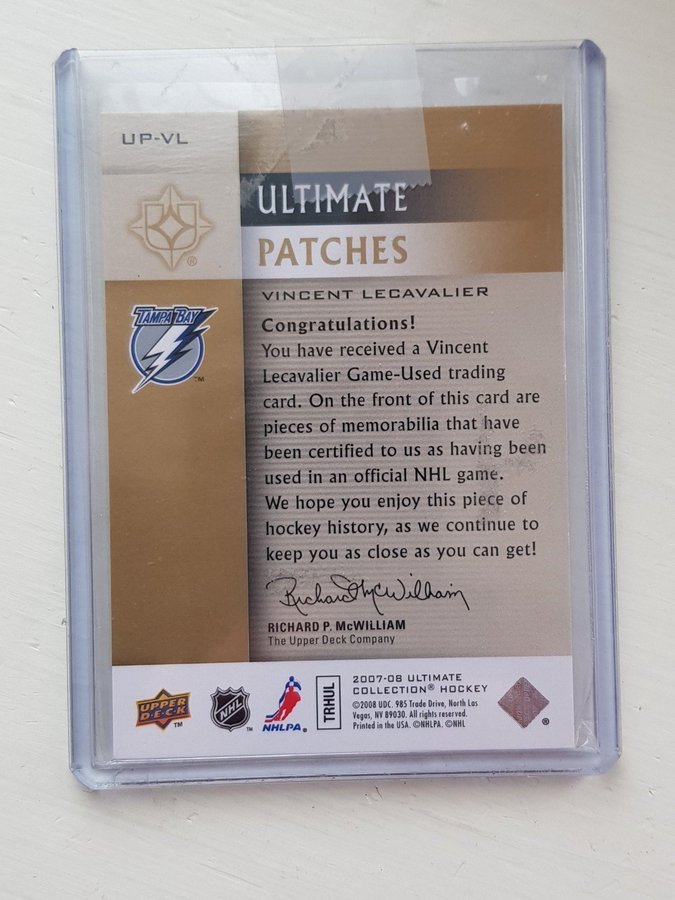 UP-VL
ULTIMATE
PATCHES
VINCENT LECAVALIER
TAMPA BAY
TM
Congratulations!
You have received a Vincent
Lecavalier Game-Used trading
card. On the front of this card are
pieces of memorabilia that have
been certified to us as having been
used in an official NHL game.
We hope you enjoy this piece of
hockey history, as we continue to
keep you as close as you can get!
Richard McWilliam
RICHARD P. McWILLIAM
The Upper Deck Company
UPPER
DECK
TM
NHL
TM
NHLPA.®
TRHUL
2007-08 ULTIMATE
COLLECTION® HOCKEY
©2008 UDC. 985 Trade Drive, North Las
Vegas, NV 89030. All rights reserved.
Printed in the USA. ©NHLPA. ©NHL
®